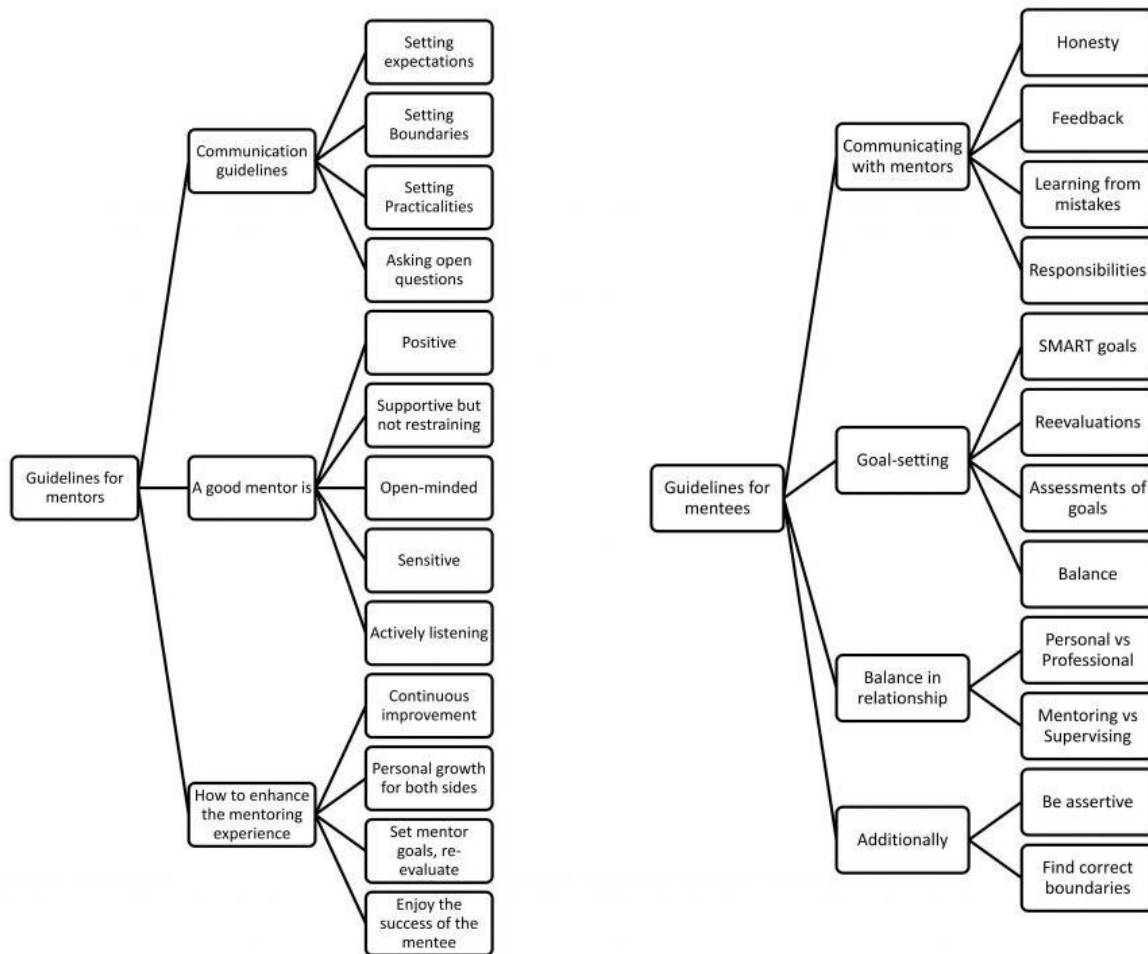 Guidelines for
mentors
Communication
guidelines
Setting
expectations
Setting
Boundaries
Setting
Practicalities
Asking open
questions
A good mentor is
Positive
Supportive but
not restraining
Open-minded
Sensitive
Actively listening
How to enhance
the mentoring
experience
Continuous
improvement
Personal growth
for both sides
Set mentor
goals, re-
evaluate
Enjoy the
success of the
mentee
Guidelines for
mentees
Communicating
with mentors
Honesty
Feedback
Learning from
mistakes
Responsibilities
Goal-setting
SMART goals
Reevaluations
Assessments of
goals
Balance
Balance in
relationship
Personal vs
Professional
Mentoring vs
Supervising
Additionally
Be assertive
Find correct
boundaries